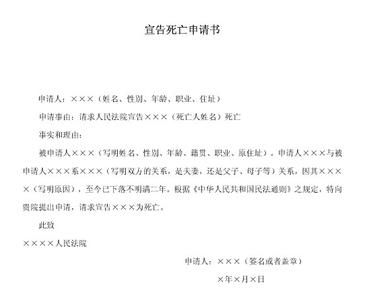 宣告死亡申请书
申请人：×××（姓名、性别、年龄、职业、住址）
申请事由：请求人民法院宣告×××（死亡人姓名）死亡
事实和理由：
被申请人×××（写明姓名、性别、年龄、籍贯、职业、原住址），申请人×××与被
申请人×××系×××（写明双方的关系，是夫妻，还是父子、母子等）关系，因其×××
×（写明原因），至今已下落不明满二年。根据《中华人民共和国民法通则》之规定，特向
贵院提出申请，请求宣告×××为死亡。
此致
××××人民法院
申请人：×××（签名或者盖章）
×年×月×日